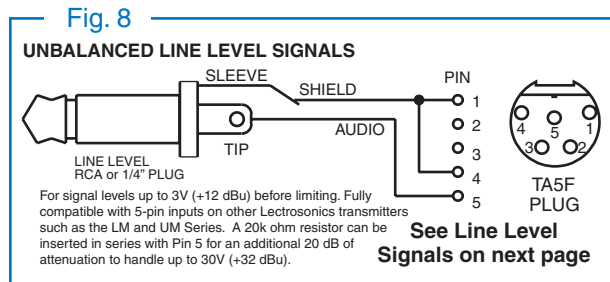 Fig. 8
UNBALANCED LINE LEVEL SIGNALS
SLEEVE
SHIELD
PIN
1
2
3
4
5
AUDIO
TIP
LINE LEVEL
RCA or 1/4" PLUG
4
5
1
3
2
TA5F
PLUG
For signal levels up to 3V (+12 dBu) before limiting. Fully
compatible with 5-pin inputs on other Lectrosonics transmitters
such as the LM and UM Series. A 20k ohm resistor can be
inserted in series with Pin 5 for an additional 20 dB of
attenuation to handle up to 30V (+32 dBu).
See Line Level
Signals on next page